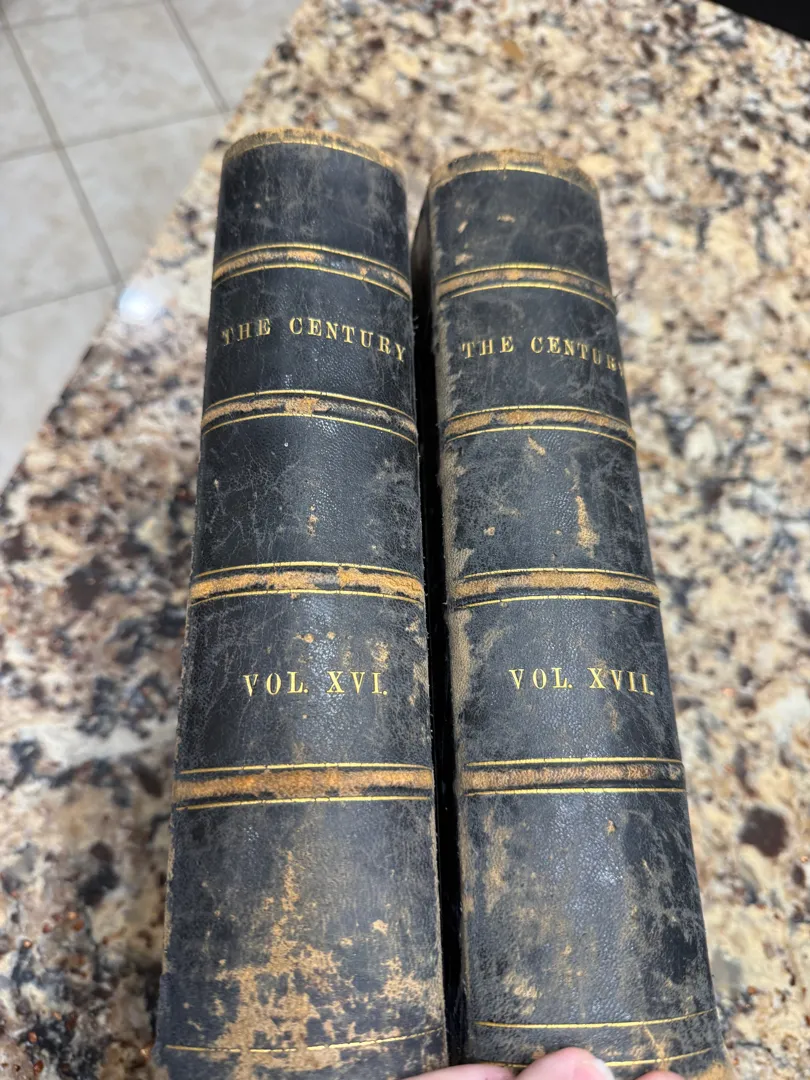 THE CENTURY
VOL. XVI.
THE CENTURY
VOL. XVII.